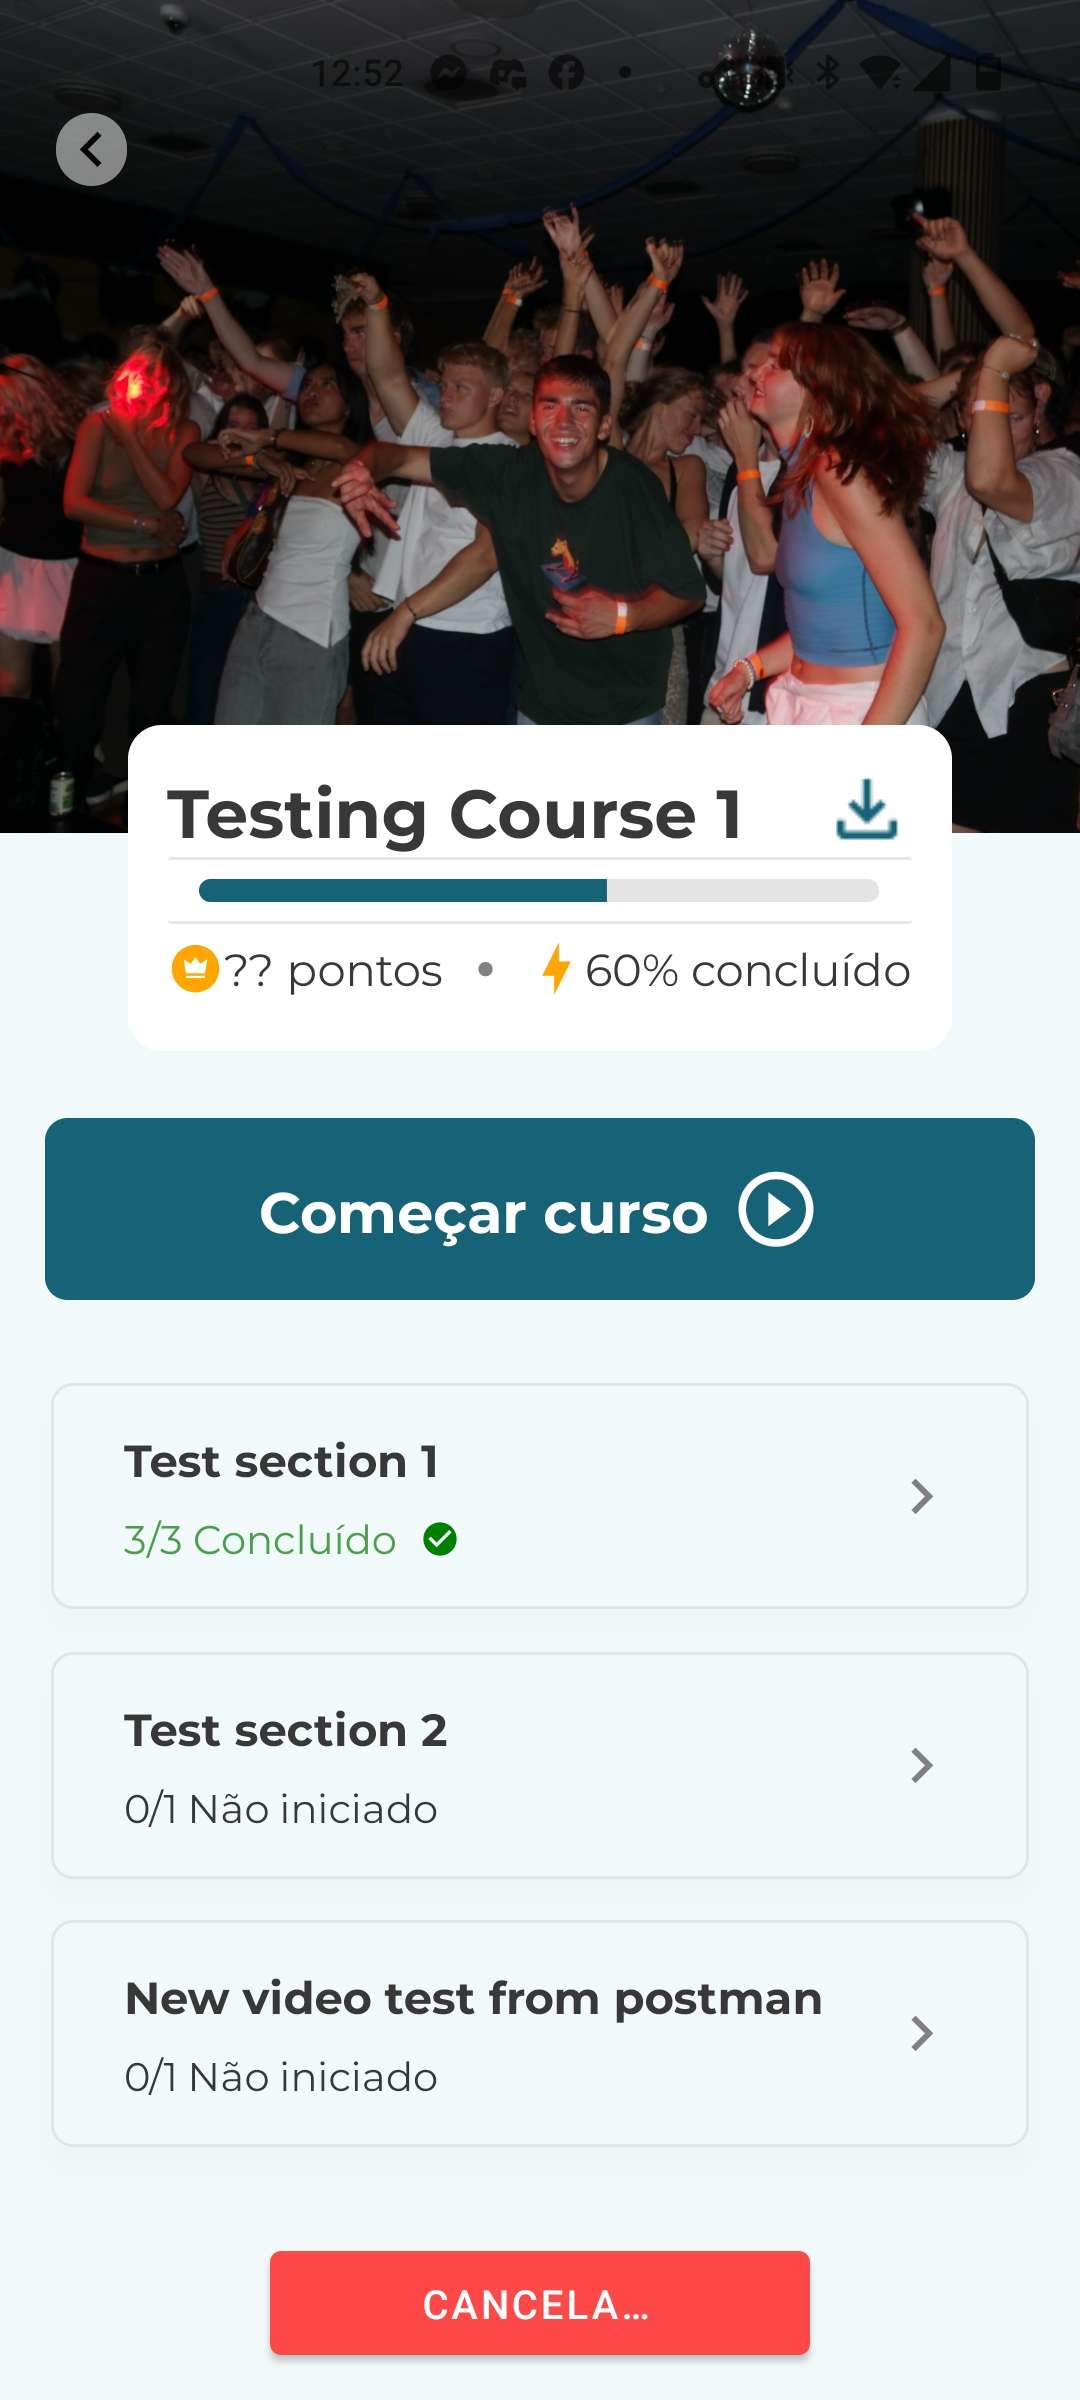 12:52
Testing Course 1
?? pontos • 60% concluído
Começar curso
Test section 1
3/3 Concluído
Test section 2
0/1 Não iniciado
New video test from postman
0/1 Não iniciado
CANCELA...